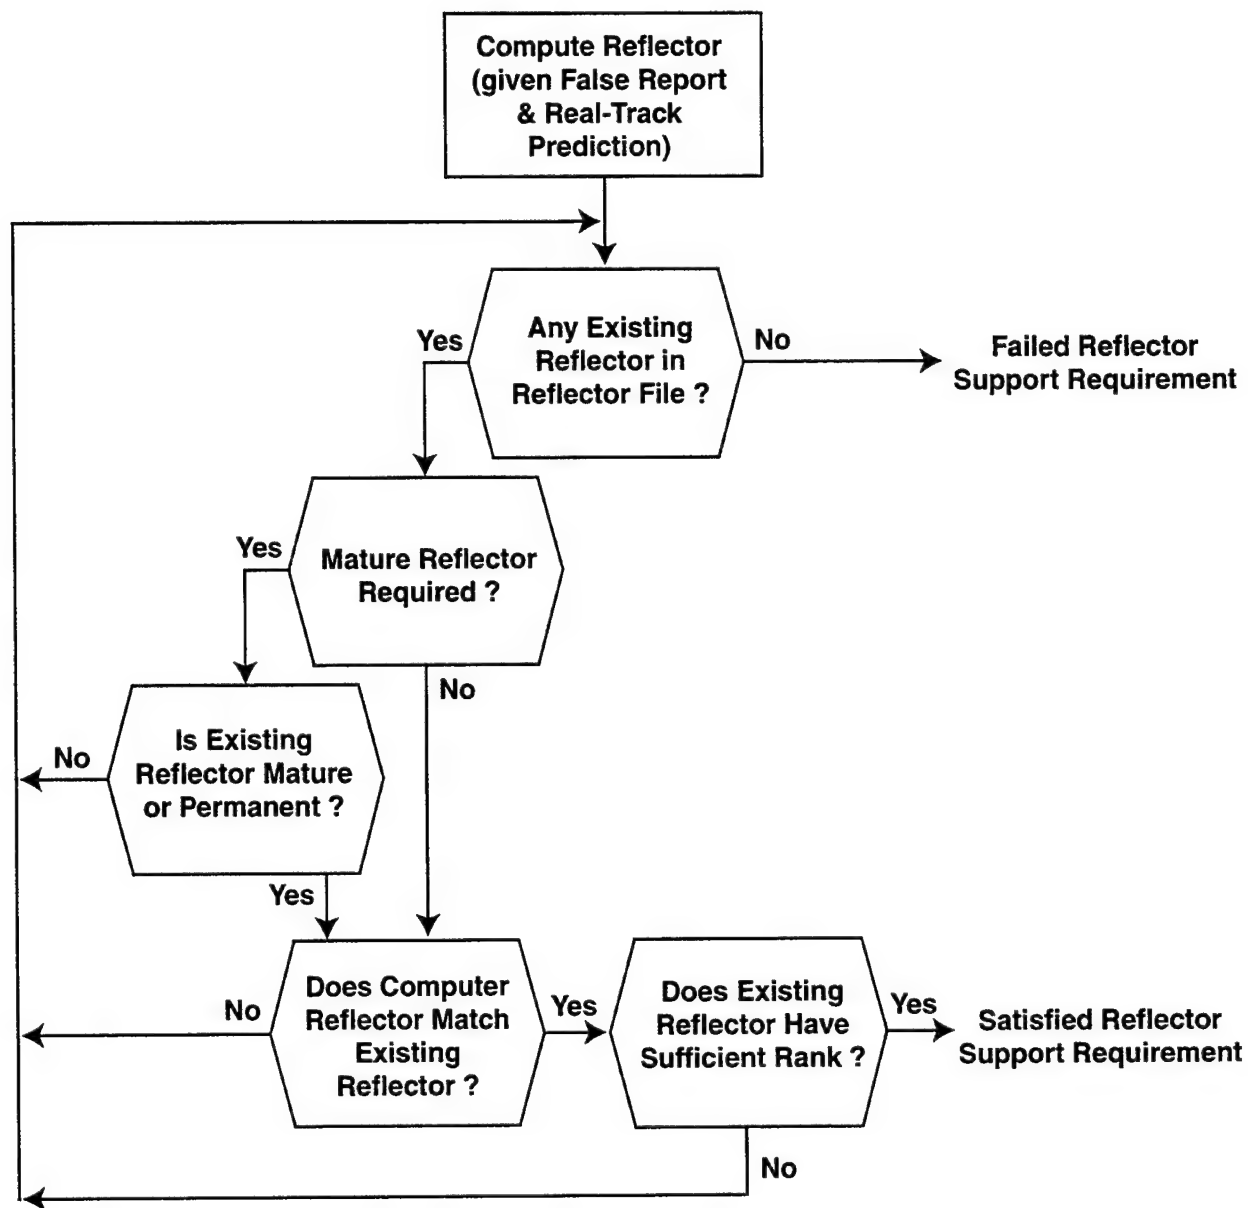 Compute Reflector
(given False Report
& Real-Track
Prediction)
Any Existing
Reflector in
Reflector File ?
Yes
No
Failed Reflector
Support Requirement
Mature Reflector
Required ?
Yes
No
Is Existing
Reflector Mature
or Permanent ?
No
Yes
Does Computer
Reflector Match
Existing
Reflector ?
No
Yes
Does Existing
Reflector Have
Sufficient Rank ?
Yes
Satisfied Reflector
Support Requirement
No